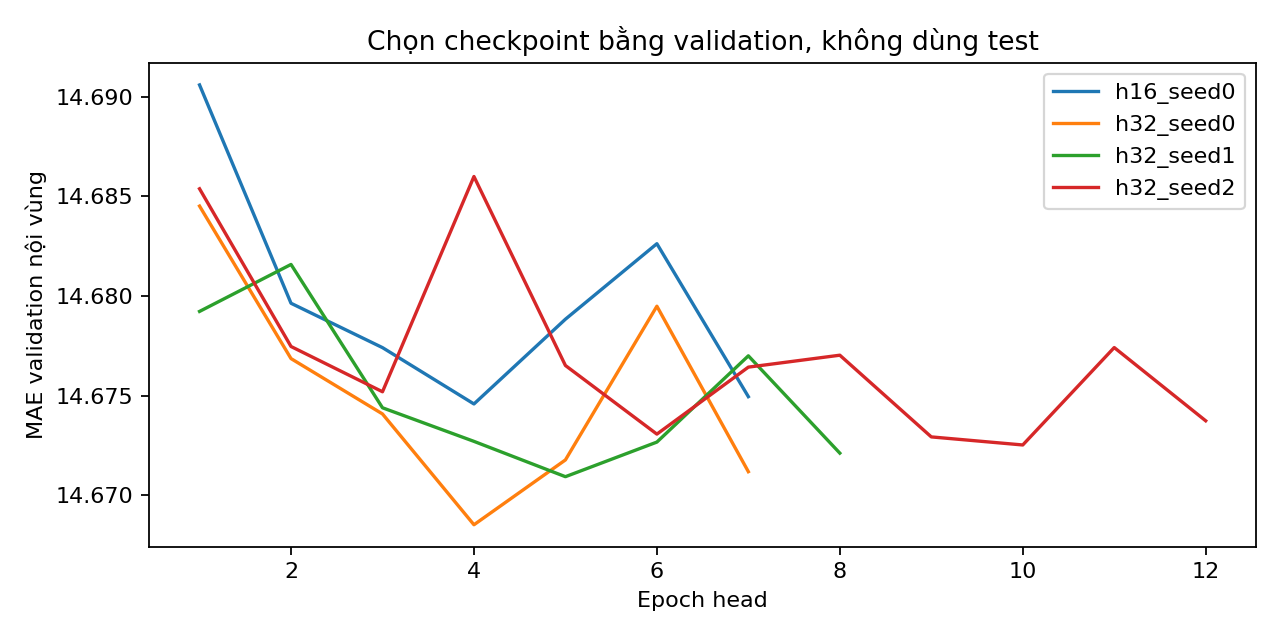 Chọn checkpoint bằng validation, không dùng test
MAE validation nội vùng
14.690
14.685
14.680
14.675
14.670
h16_seed0
h32_seed0
h32_seed1
h32_seed2
2 4 6 8 10 12
Epoch head